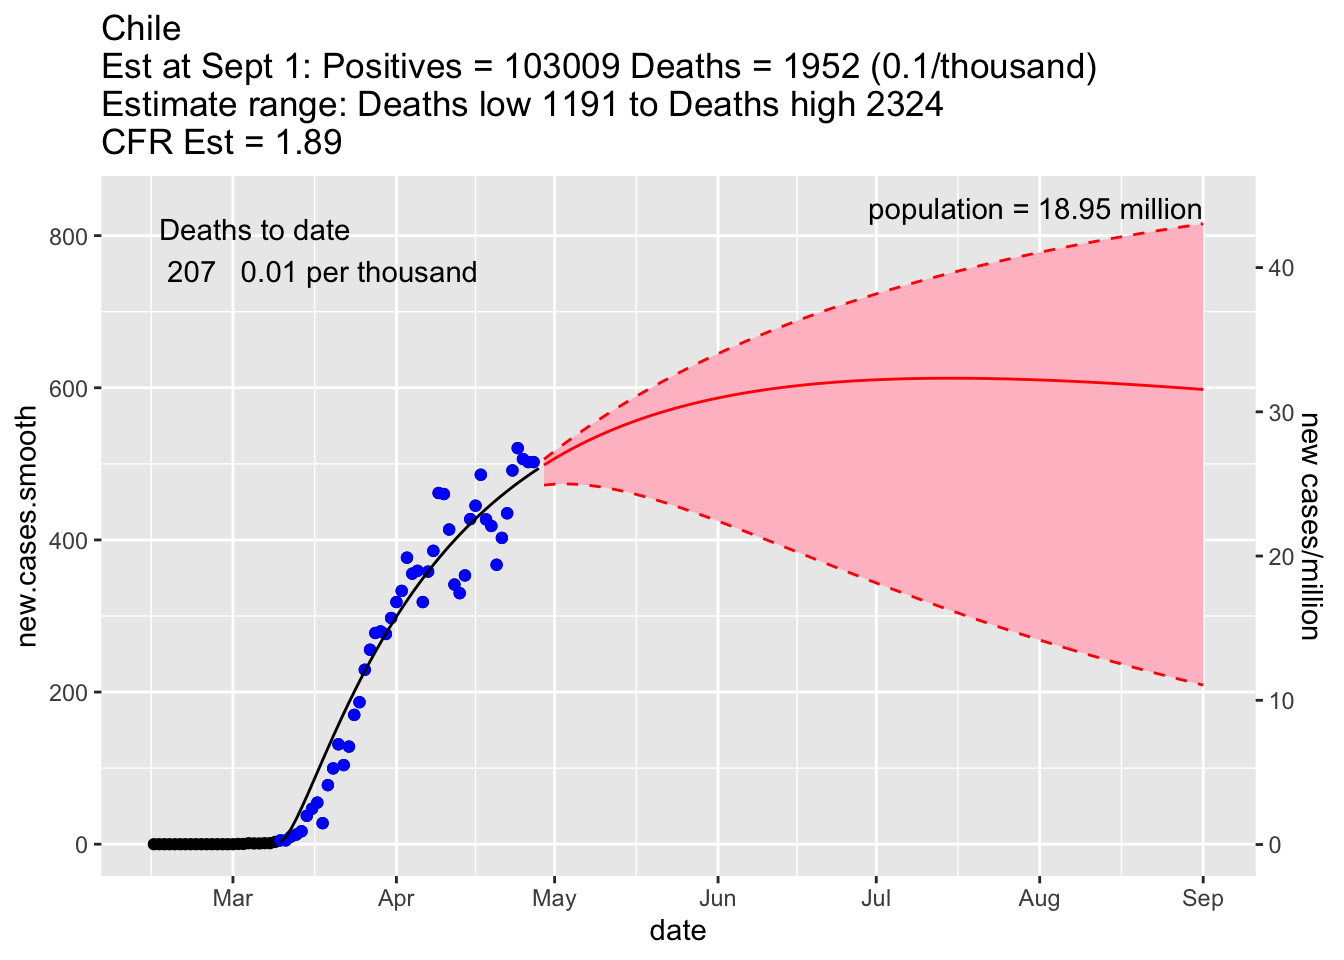 Chile
Est at Sept 1: Positives = 103009 Deaths = 1952 (0.1/thousand)
Estimate range: Deaths low 1191 to Deaths high 2324
CFR Est = 1.89
population = 18.95 million
Deaths to date
207 0.01 per thousand
800
600
400
200
0
new.cases.smooth
40
30
20
10
0
new cases/million
Mar Apr May Jun Jul Aug Sep
date